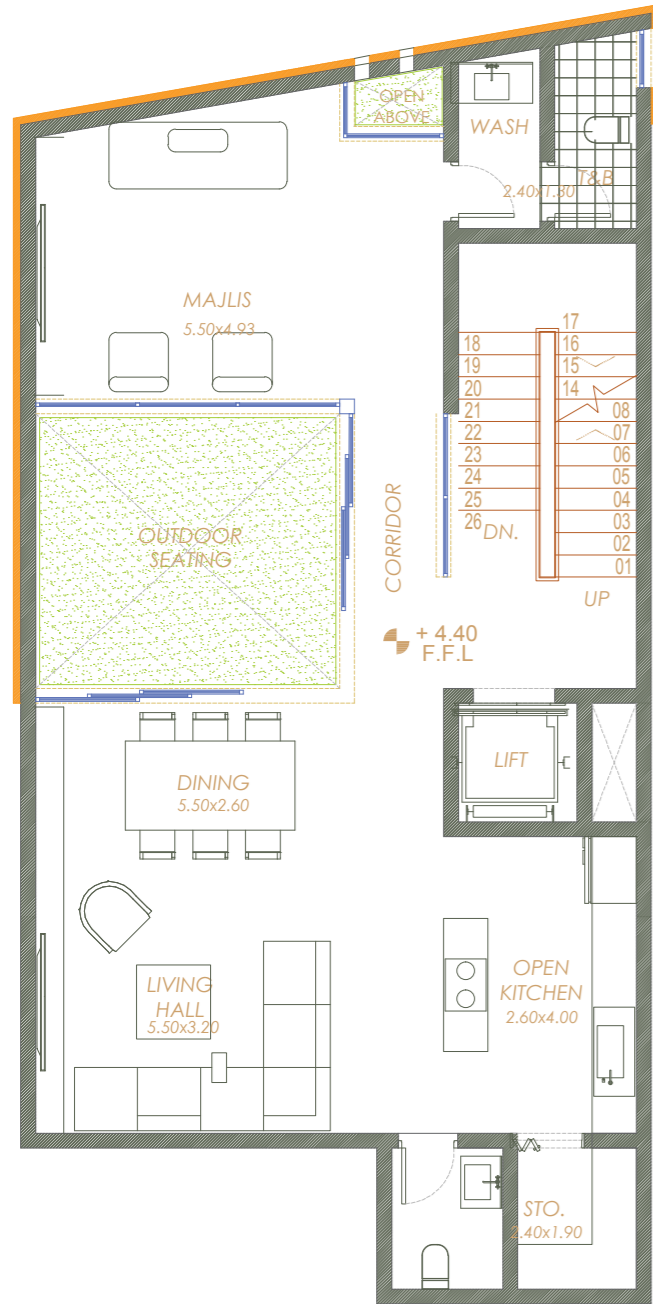 OPEN
ABOVE
WASH
T&B
2.40x1.80
MAJLIS
5.50x4.93
17
18
16
19
15
20
14
21
08
22
07
23
06
24
05
25
04
26
03
DN.
02
01
UP
OUTDOOR
SEATING
CORRIDOR
+ 4.40
F.F.L
LIFT
DINING
5.50x2.60
LIVING
HALL
5.50x3.20
OPEN
KITCHEN
2.60x4.00
STO.
2.40x1.90